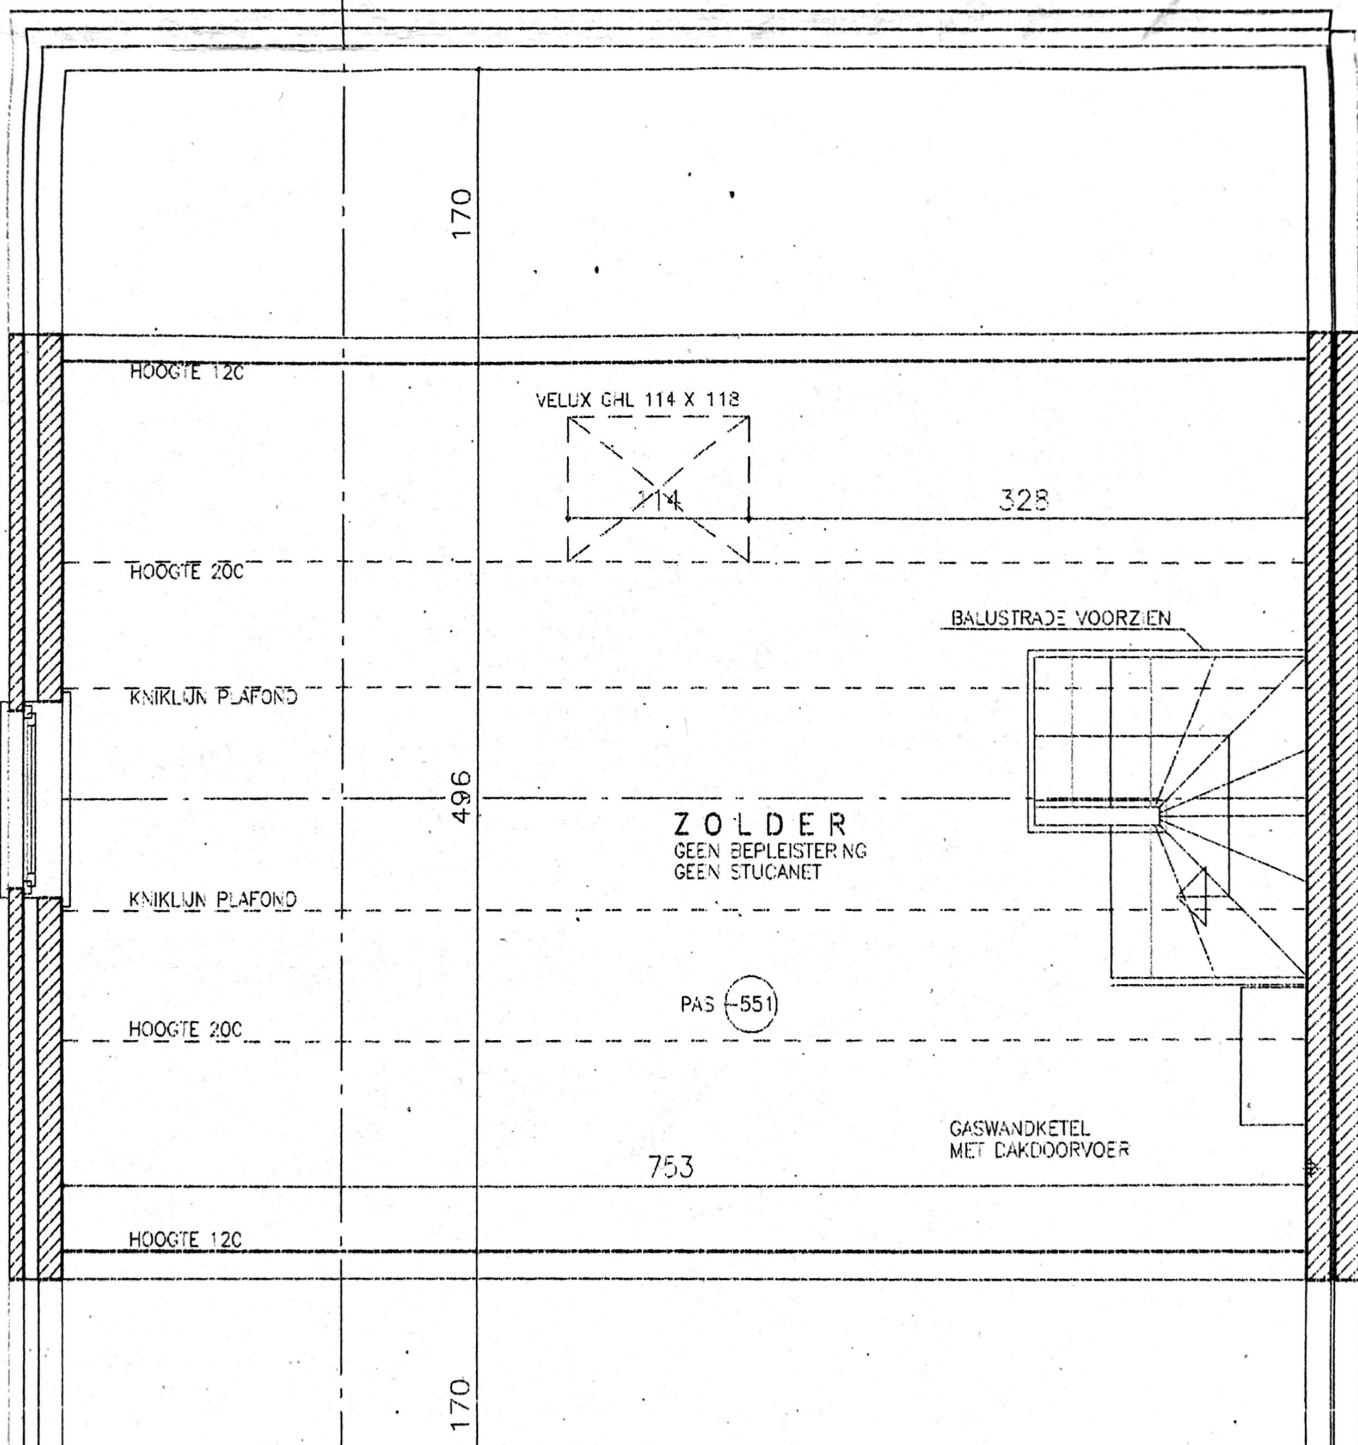 170
HOOGTE 120
VELUX GHL 114 X 118
114
328
HOOGTE 200
BALUSTRADE VOORZIEN
KNIKLIJN PLAFOND
496
ZOLDER
GEEN BEPLEISTERING
GEEN STUCANET
KNIKLIJN PLAFOND
PAS -551
HOOGTE 200
GASWANDKETEL
MET DAKDOORVOER
753
HOOGTE 120
170